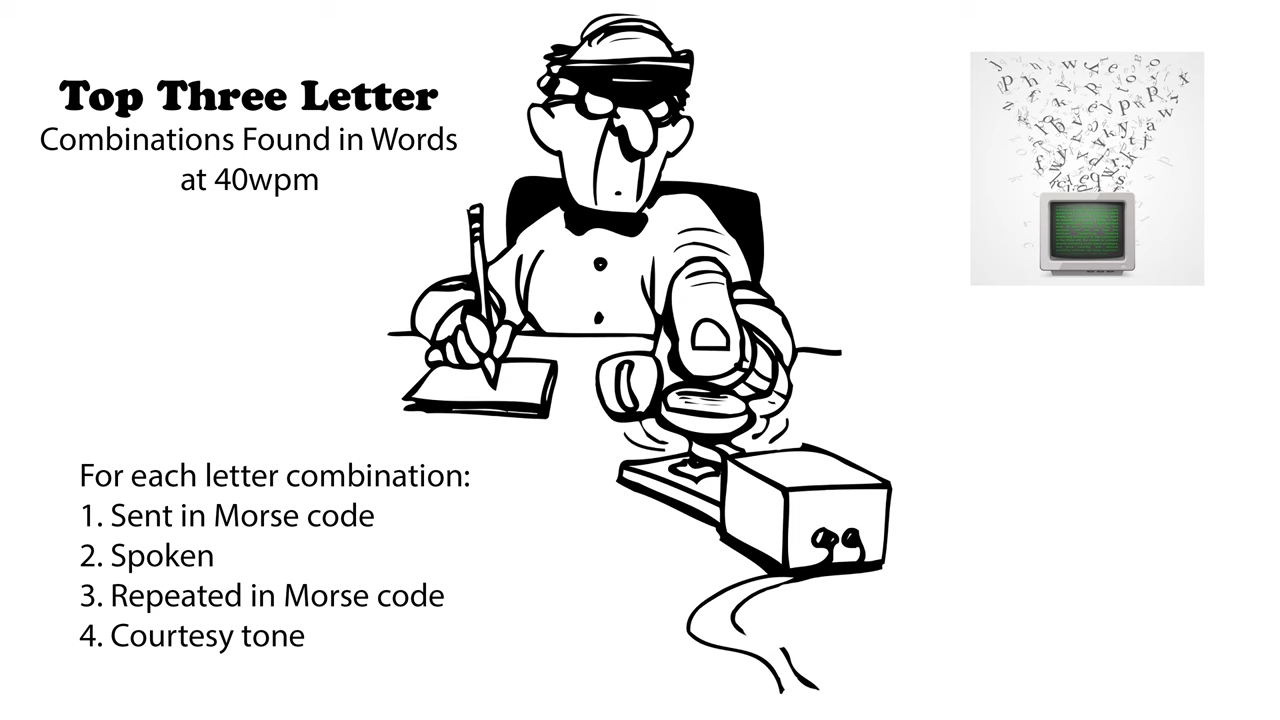 Top Three Letter
Combinations Found in Words
at 40wpm
For each letter combination:
1. Sent in Morse code
2. Spoken
3. Repeated in Morse code
4. Courtesy tone